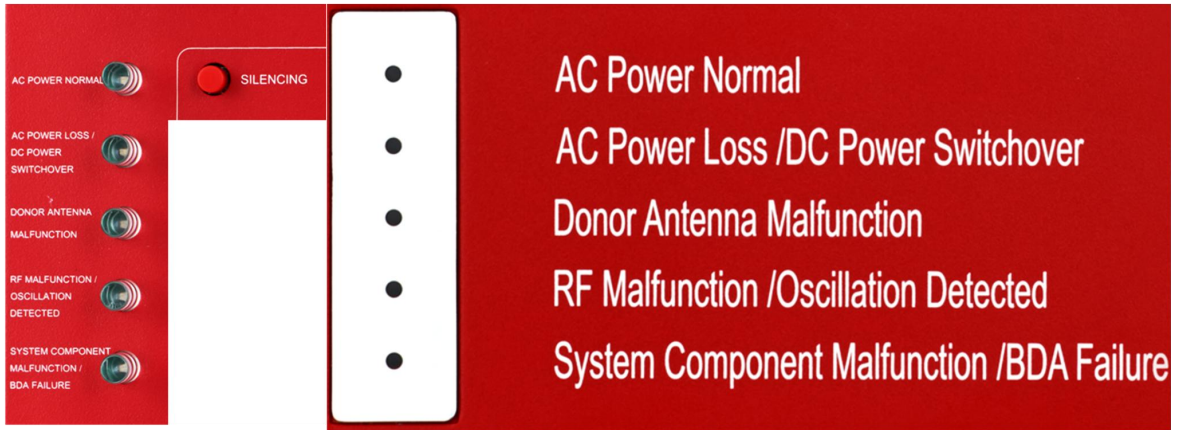 AC POWER NORMAL
SILENCING
AC POWER LOSS /
DC POWER
SWITCHOVER
DONOR ANTENNA
MALFUNCTION
RF MALFUNCTION /
OSCILLATION
DETECTED
SYSTEM COMPONENT
MALFUNCTION /
BDA FAILURE
AC Power Normal
AC Power Loss /DC Power Switchover
Donor Antenna Malfunction
RF Malfunction /Oscillation Detected
System Component Malfunction /BDA Failure